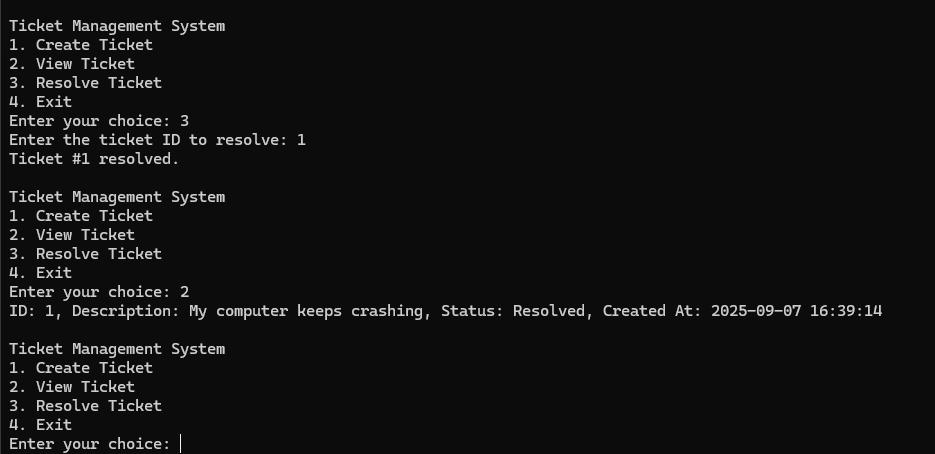 Ticket Management System
1. Create Ticket
2. View Ticket
3. Resolve Ticket
4. Exit
Enter your choice: 3
Enter the ticket ID to resolve: 1
Ticket #1 resolved.
Ticket Management System
1. Create Ticket
2. View Ticket
3. Resolve Ticket
4. Exit
Enter your choice: 2
ID: 1, Description: My computer keeps crashing, Status: Resolved, Created At: 2025-09-07 16:39:14
Ticket Management System
1. Create Ticket
2. View Ticket
3. Resolve Ticket
4. Exit
Enter your choice: